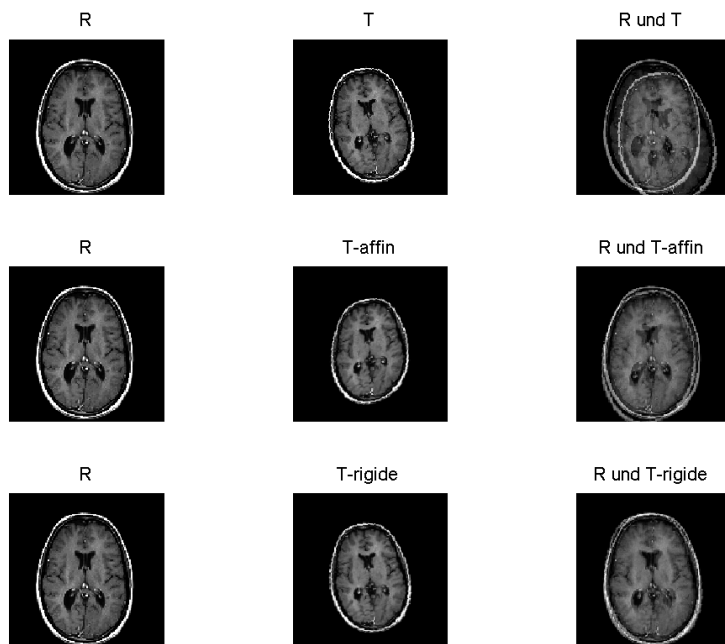 R
T
R und T
R
T-affin
R und T-affin
R
T-rigide
R und T-rigide